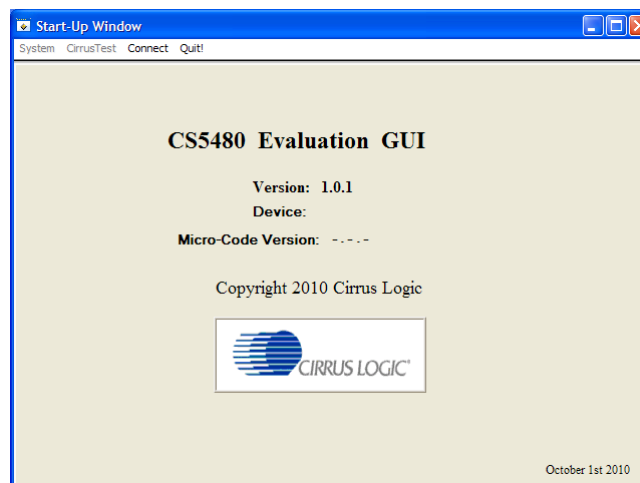 Start-Up Window
System CirrusTest Connect Quit!
CS5480 Evaluation GUI
Version: 1.0.1
Device:
Micro-Code Version: -.-.-
Copyright 2010 Cirrus Logic
CIRRUS LOGIC®
October 1st 2010